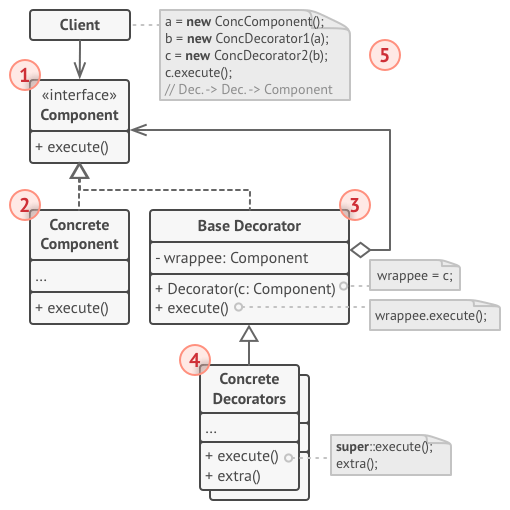 Client
a = new ConcComponent();
b = new ConcDecorator1(a);
c = new ConcDecorator2(b);
c.execute();
// Dec. -> Dec. -> Component
5
1
«interface»
Component
+ execute()
2
Concrete
Component
...
+ execute()
3
Base Decorator
- wrappee: Component
+ Decorator(c: Component)
+ execute()
wrappee = c;
wrappee.execute();
4
Concrete
Decorators
...
+ execute()
+ extra()
super::execute();
extra();